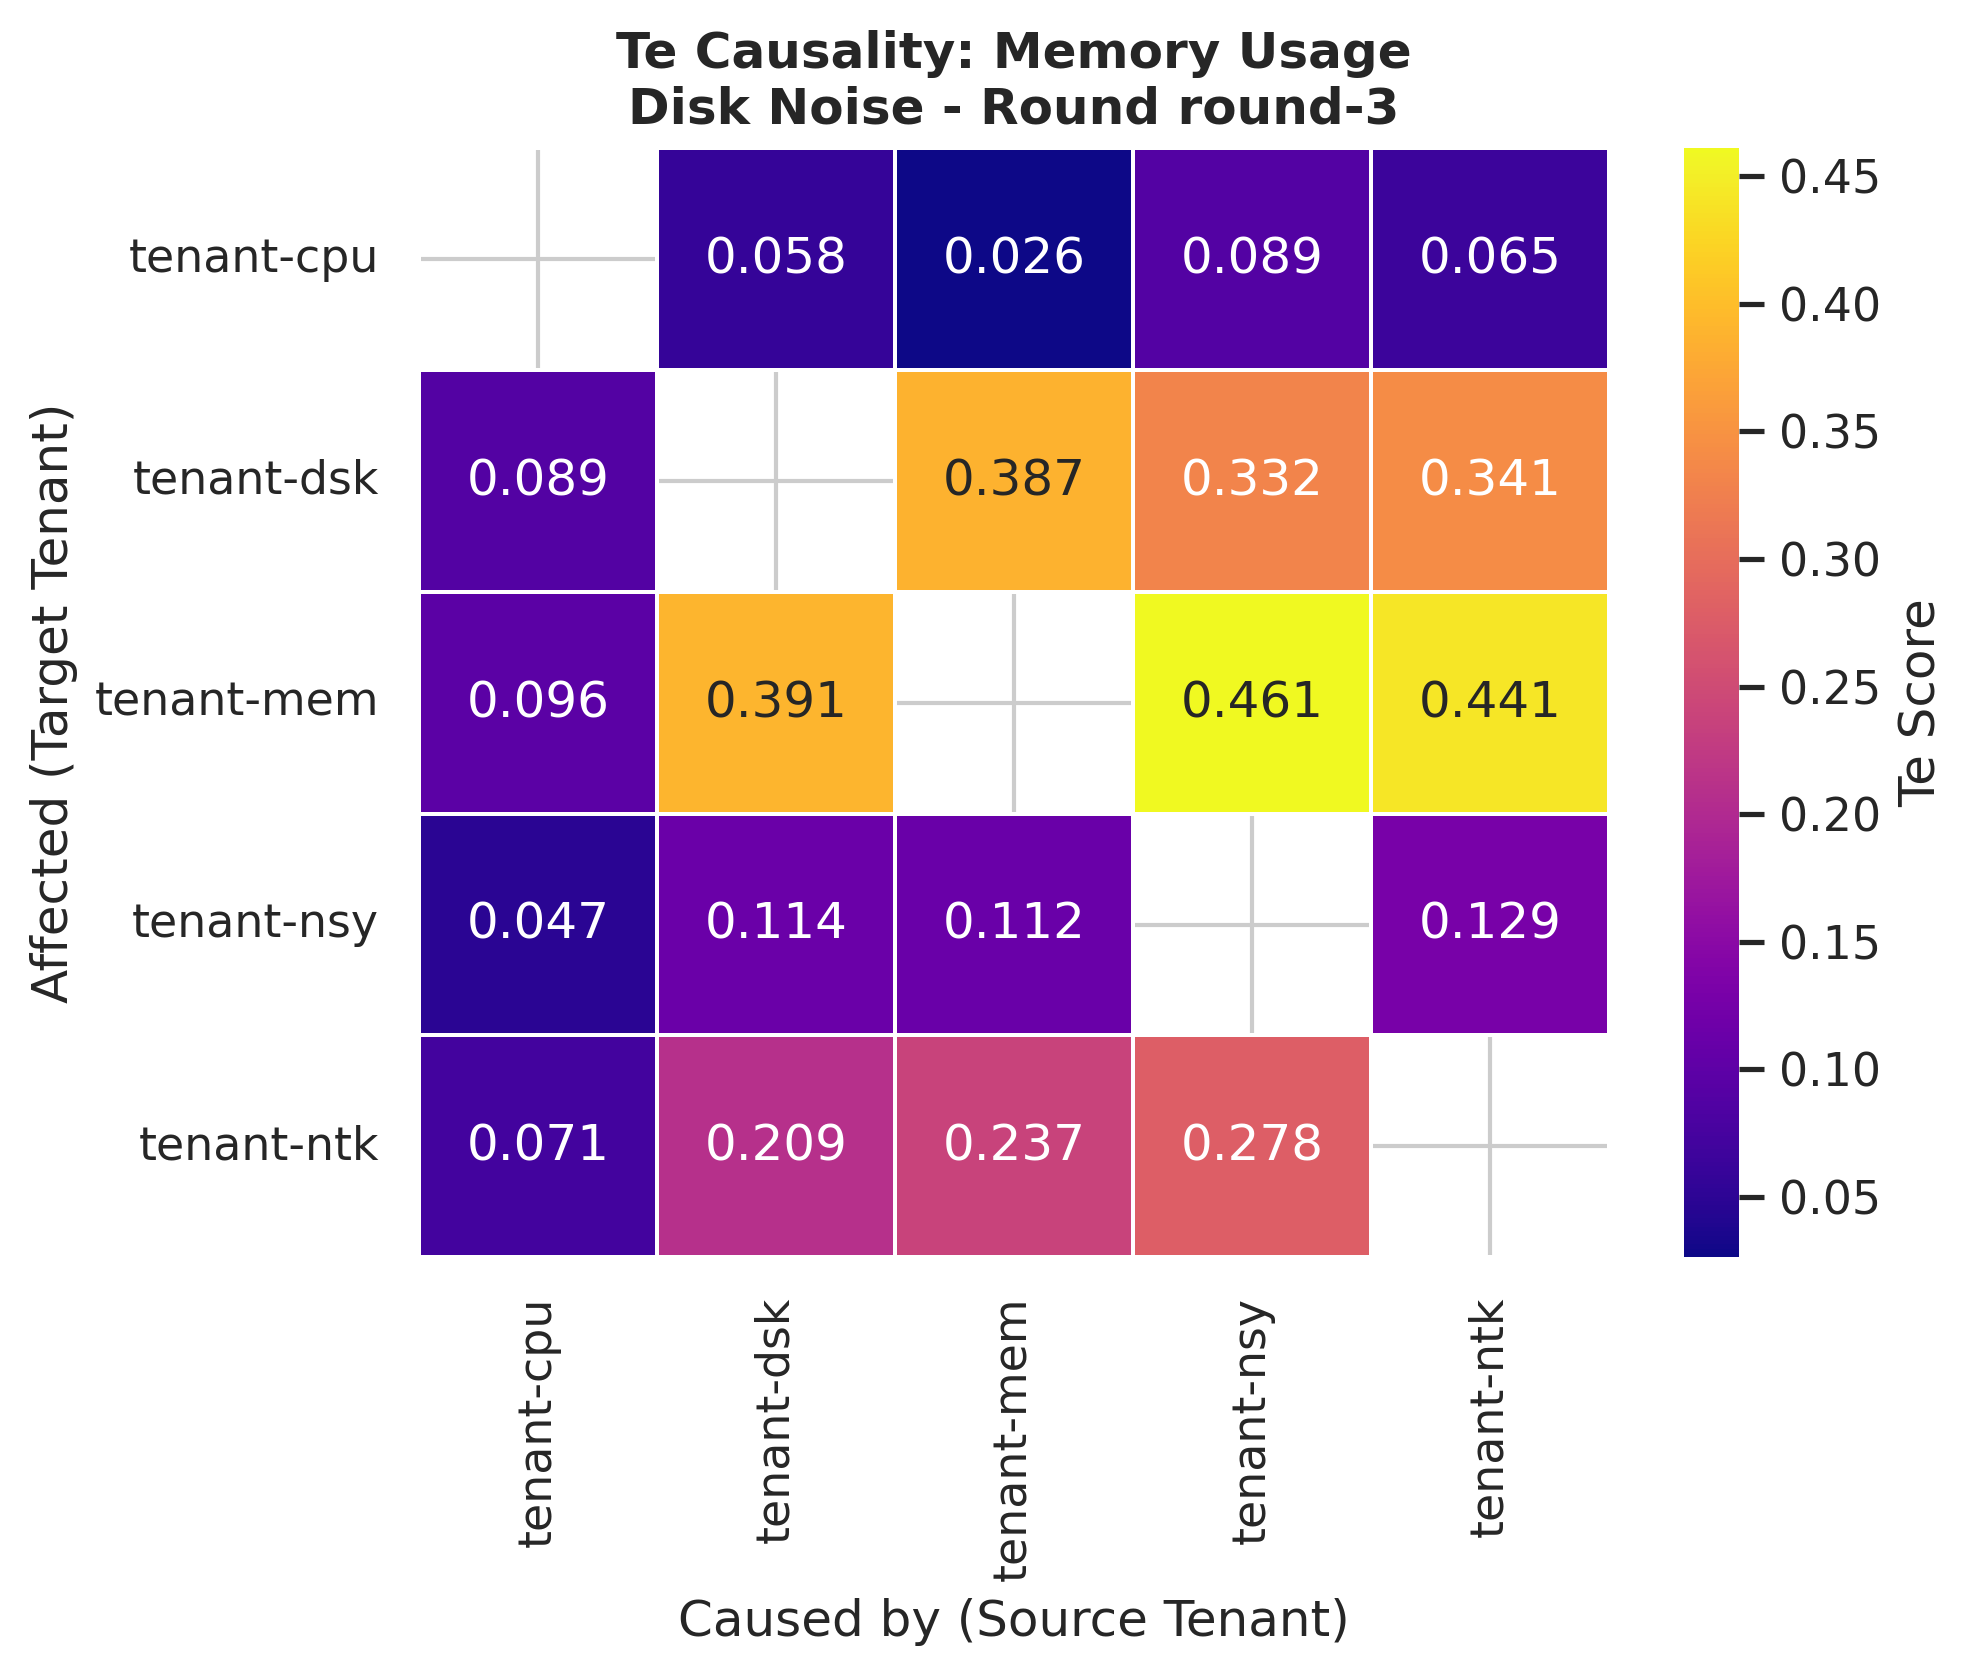 Te Causality: Memory Usage
Disk Noise - Round round-3
Affected (Target Tenant)
tenant-cpu 0.058 0.026 0.089 0.065
tenant-dsk 0.089 0.387 0.332 0.341
tenant-mem 0.096 0.391 0.461 0.441
tenant-nsy 0.047 0.114 0.112 0.129
tenant-ntk 0.071 0.209 0.237 0.278
tenant-cpu
tenant-dsk
tenant-mem
tenant-nsy
tenant-ntk
Caused by (Source Tenant)
0.45
0.40
0.35
0.30
0.25
0.20
0.15
0.10
0.05
Te Score